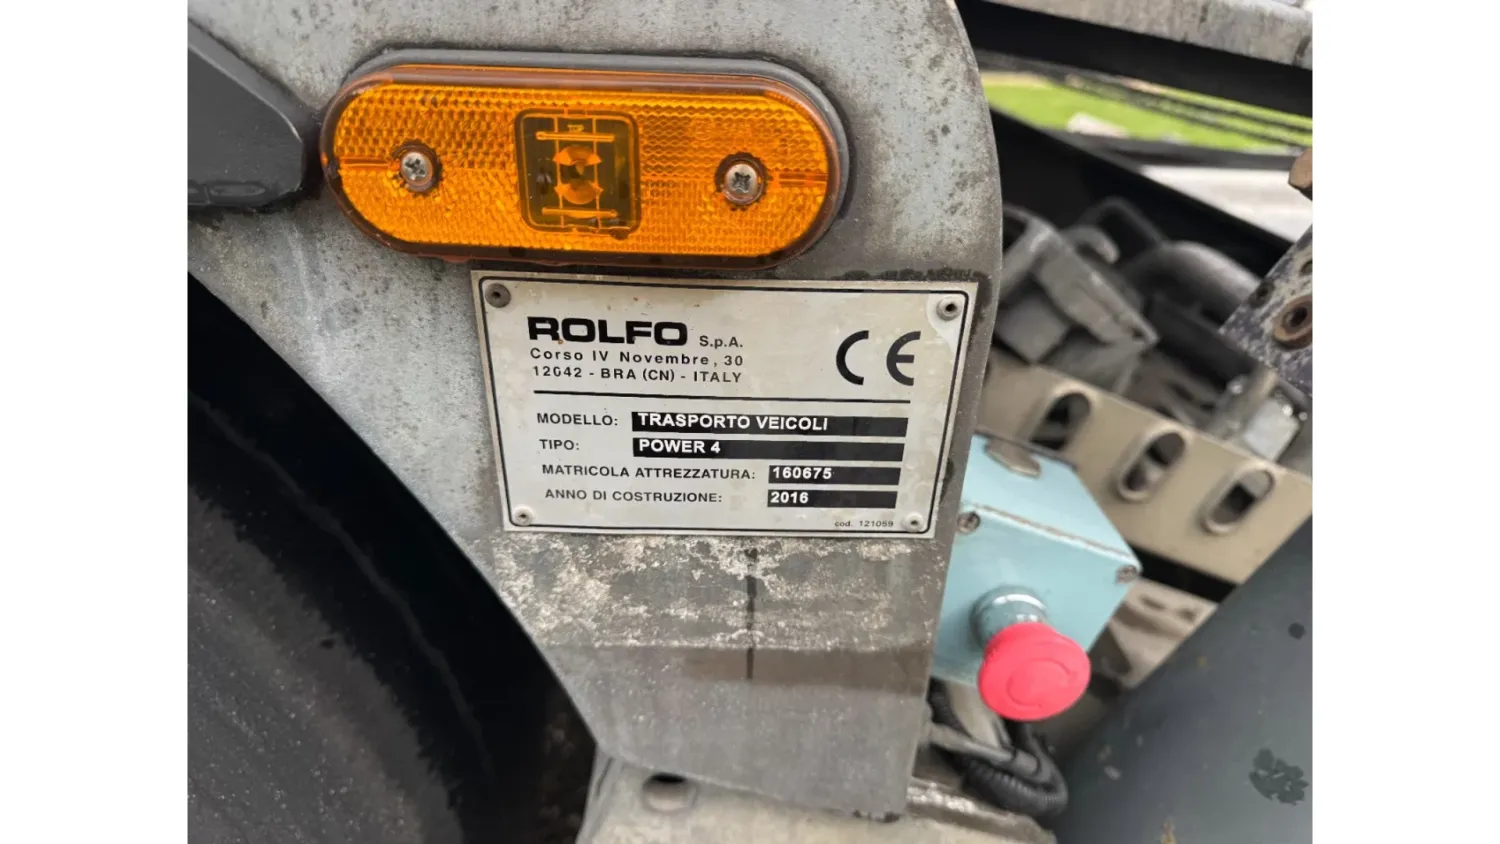 ROLFO S.p.A.
Corso IV Novembre, 30
12042 - BRA (CN) - ITALY
CE
MODELLO: TRASPORTO VEICOLI
TIPO: POWER 4
MATRICOLA ATTREZZATURA: 160675
ANNO DI COSTRUZIONE: 2016
cod. 121059